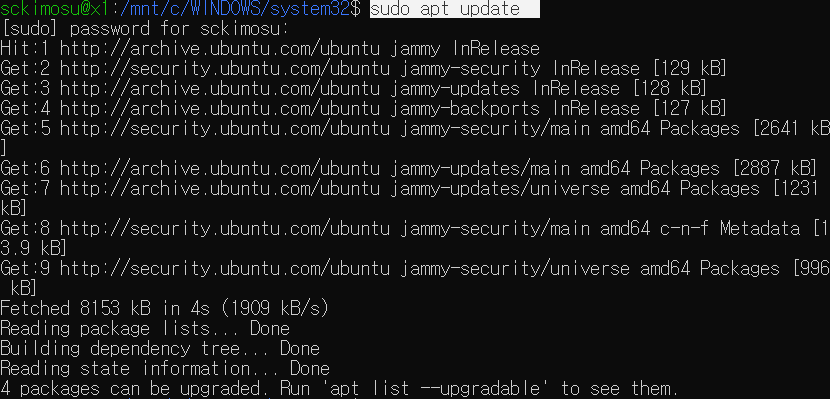 sckimosu@x1:/mnt/c/WINDOWS/system32$ sudo apt update
[sudo] password for sckimosu:
Hit:1 http://archive.ubuntu.com/ubuntu jammy InRelease
Get:2 http://security.ubuntu.com/ubuntu jammy-security InRelease [129 kB]
Get:3 http://archive.ubuntu.com/ubuntu jammy-updates InRelease [128 kB]
Get:4 http://archive.ubuntu.com/ubuntu jammy-backports InRelease [127 kB]
Get:5 http://security.ubuntu.com/ubuntu jammy-security/main amd64 Packages [2641 kB
]
Get:6 http://archive.ubuntu.com/ubuntu jammy-updates/main amd64 Packages [2887 kB]
Get:7 http://archive.ubuntu.com/ubuntu jammy-updates/universe amd64 Packages [1231
kB]
Get:8 http://security.ubuntu.com/ubuntu jammy-security/main amd64 c-n-f Metadata [1
3.9 kB]
Get:9 http://security.ubuntu.com/ubuntu jammy-security/universe amd64 Packages [996
 kB]
Fetched 8153 kB in 4s (1909 kB/s)
Reading package lists... Done
Building dependency tree... Done
Reading state information... Done
4 packages can be upgraded. Run 'apt list --upgradable' to see them.